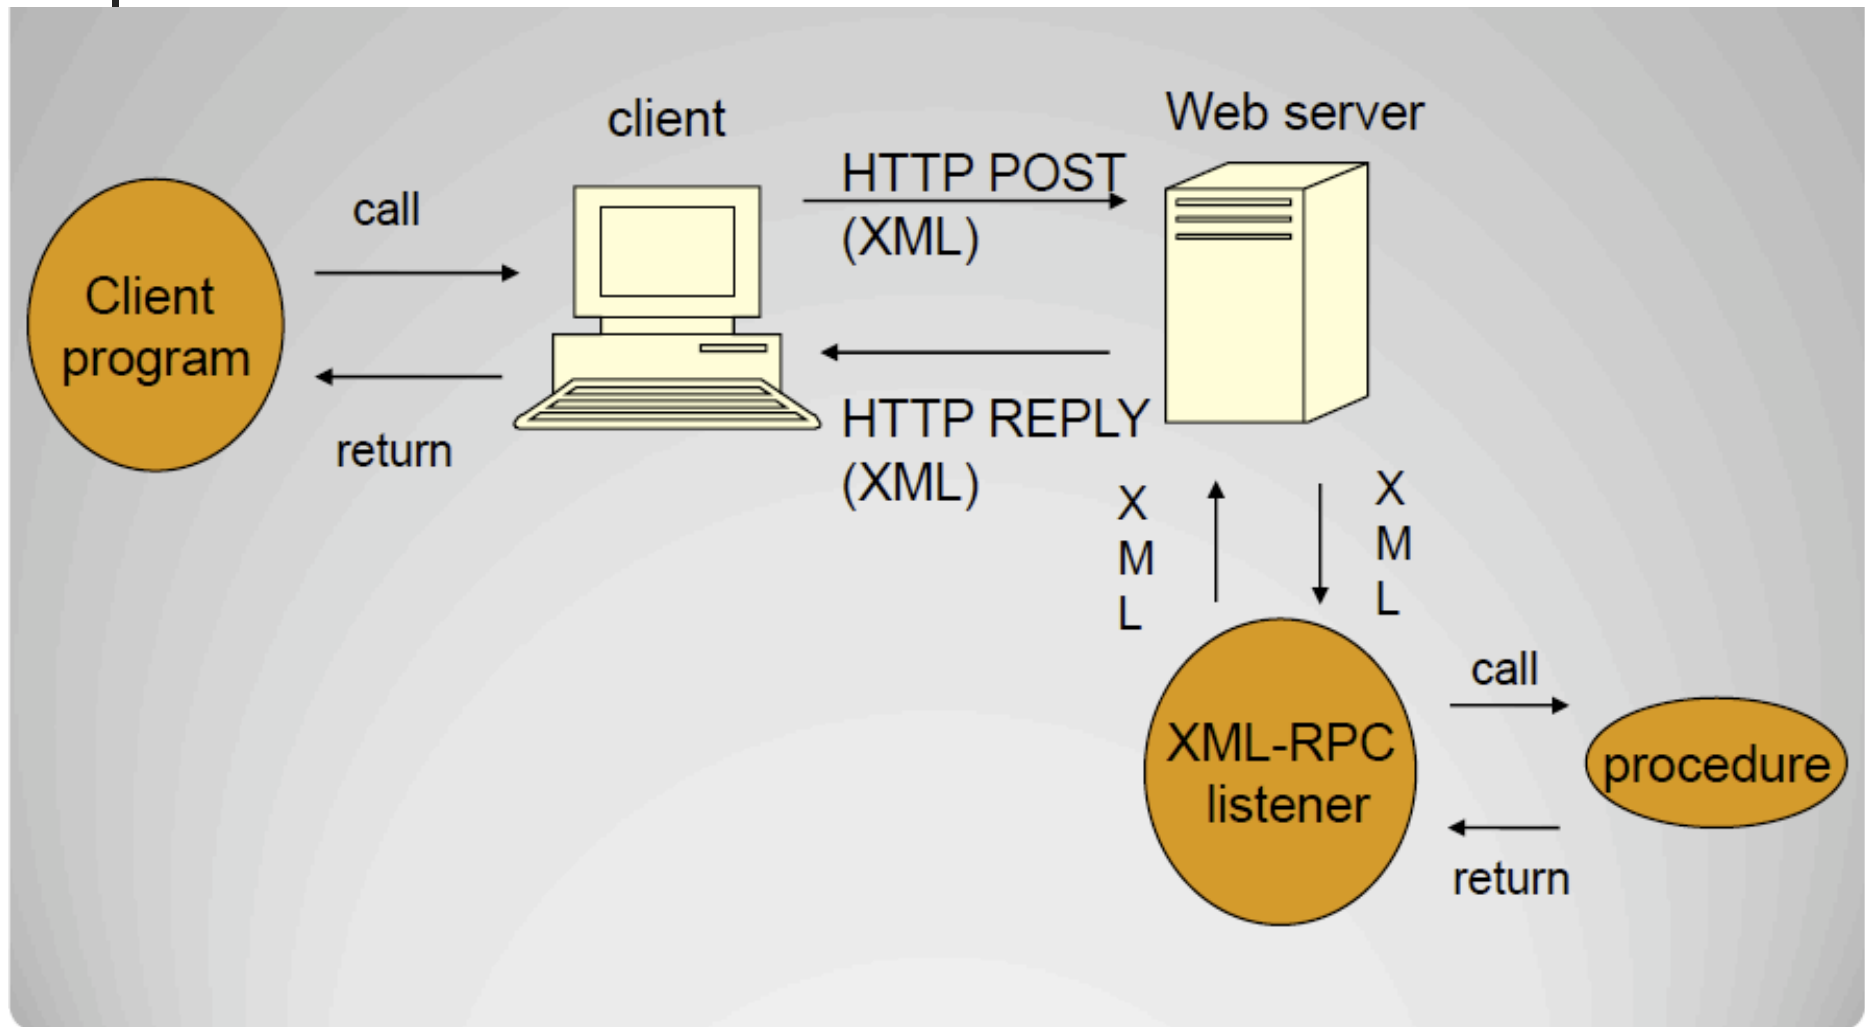 client
Web server
HTTP POST
(XML)
call
Client
program
return
HTTP REPLY
(XML)
X
M
L
X
M
L
XML-RPC
listener
call
procedure
return